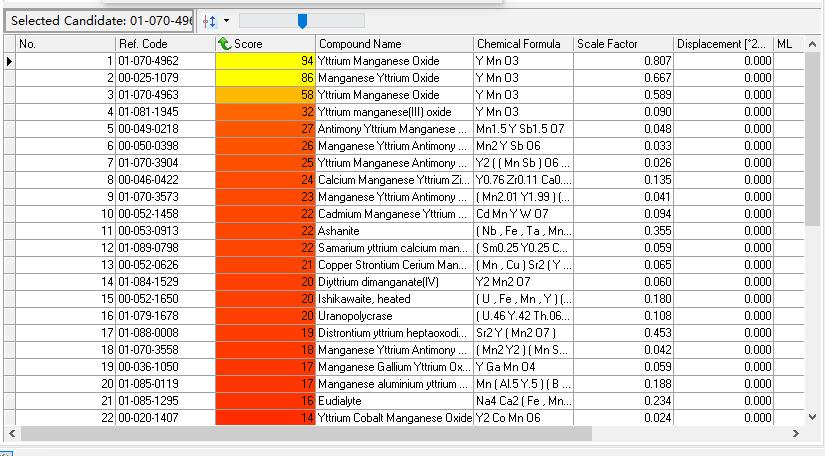 Selected Candidate: 01-070-496
No. Ref. Code Score Compound Name Chemical Formula Scale Factor Displacement [°2... ML
1 01-070-4962 94 Yttrium Manganese Oxide Y Mn O3 0.807 0.000
2 00-025-1079 86 Manganese Yttrium Oxide Y Mn O3 0.667 0.000
3 01-070-4963 58 Yttrium Manganese Oxide Y Mn O3 0.589 0.000
4 01-081-1945 32 Yttrium manganese(III) oxide Y Mn O3 0.090 0.000
5 00-049-0218 27 Antimony Yttrium Manganese ... Mn1.5 Y Sb1.5 O7 0.048 0.000
6 00-050-0398 26 Manganese Yttrium Antimony ... Mn2 Y Sb O6 0.033 0.000
7 01-070-3904 25 Yttrium Manganese Antimony ... Y2 ( ( Mn Sb ) O6 ... 0.026 0.000
8 00-046-0422 24 Calcium Manganese Yttrium Zi... Y0.76 Zr0.11 Ca0.... 0.135 0.000
9 01-070-3573 23 Manganese Yttrium Antimony ... ( Mn2.01 Y1.99 ) (... 0.041 0.000
10 00-052-1458 22 Cadmium Manganese Yttrium ... Cd Mn Y W O7 0.094 0.000
11 00-053-0913 22 Ashanite ( Nb , Fe , Ta , Mn... 0.355 0.000
12 01-089-0798 22 Samarium yttrium calcium man... ( Sm0.25 Y0.25 C... 0.059 0.000
13 00-052-0626 21 Copper Strontium Cerium Man... ( Mn , Cu ) Sr2 ( Y ... 0.065 0.000
14 01-084-1529 20 Diyttrium dimanganate(IV) Y2 Mn2 O7 0.060 0.000
15 00-052-1650 20 Ishikawaite, heated ( U , Fe , Mn , Y ) (... 0.180 0.000
16 01-079-1678 20 Uranopolycrase ( U.46 Y.42 Th.06... 0.108 0.000
17 01-088-0008 19 Distrontium yttrium heptaoxodi... Sr2 Y ( Mn2 O7 ) 0.453 0.000
18 01-070-3558 18 Manganese Yttrium Antimony ... ( Mn2 Y2 ) ( Mn S... 0.042 0.000
19 00-036-1050 17 Manganese Gallium Yttrium Ox... Y Ga Mn O4 0.059 0.000
20 01-085-0119 17 Manganese aluminium yttrium ... Mn ( Al.5 Y.5 ) ( B ... 0.188 0.000
21 01-085-1295 16 Eudialyte Na4 Ca2 ( Fe , Mn... 0.234 0.000
22 00-020-1407 14 Yttrium Cobalt Manganese Oxide Y2 Co Mn O6 0.024 0.000